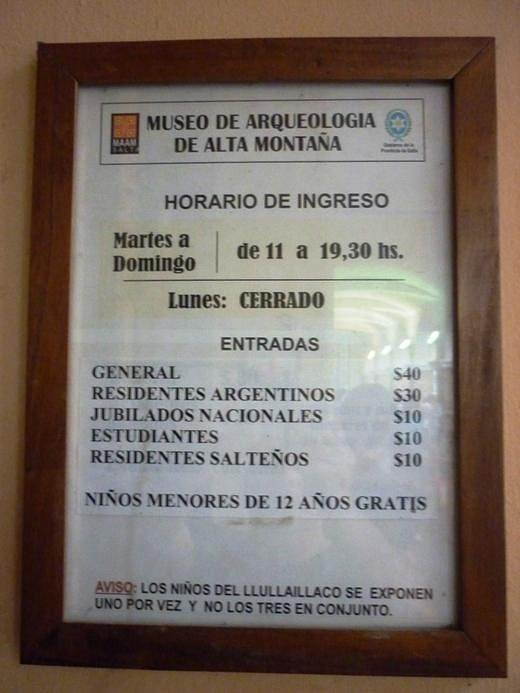 MAAM
SALTA
MUSEO DE ARQUEOLOGIA
DE ALTA MONTAÑA
Gobierno de la
Provincia de Salta
HORARIO DE INGRESO
Martes a
Domingo
de 11 a 19,30 hs.
Lunes: CERRADO
ENTRADAS
GENERAL $40
RESIDENTES ARGENTINOS $30
JUBILADOS NACIONALES $10
ESTUDIANTES $10
RESIDENTES SALTEÑOS $10
NIÑOS MENORES DE 12 AÑOS GRATIS
AVISO: LOS NIÑOS DEL LLULLAILLACO SE EXPONEN
UNO POR VEZ Y NO LOS TRES EN CONJUNTO.